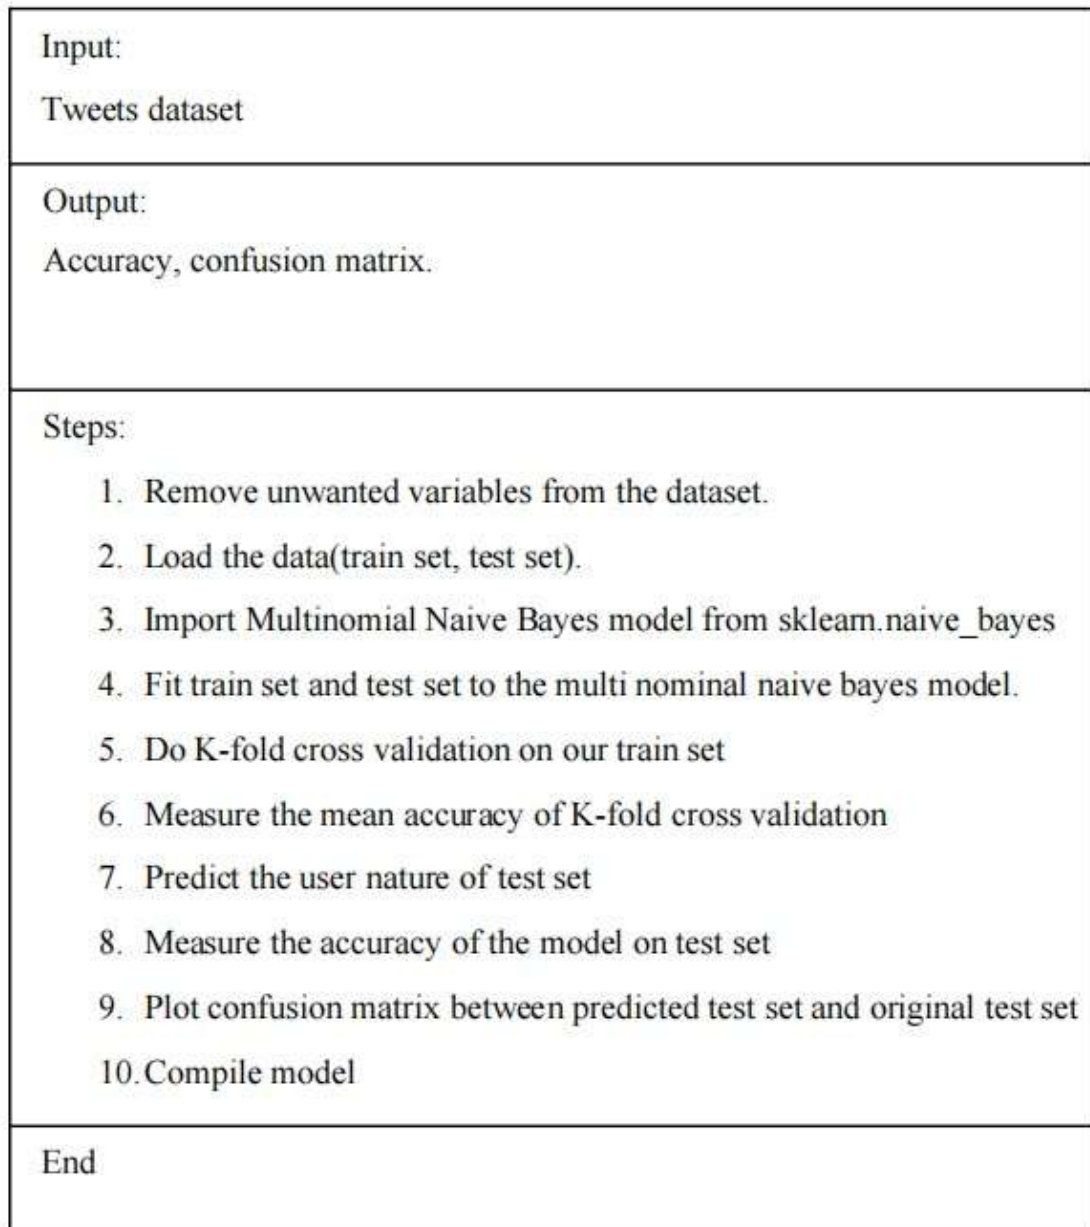 Input:
Tweets dataset
Output:
Accuracy, confusion matrix.
Steps:
1. Remove unwanted variables from the dataset.
2. Load the data(train set, test set).
3. Import Multinomial Naive Bayes model from sklearn.naive_bayes
4. Fit train set and test set to the multi nominal naive bayes model.
5. Do K-fold cross validation on our train set
6. Measure the mean accuracy of K-fold cross validation
7. Predict the user nature of test set
8. Measure the accuracy of the model on test set
9. Plot confusion matrix between predicted test set and original test set
10. Compile model
End